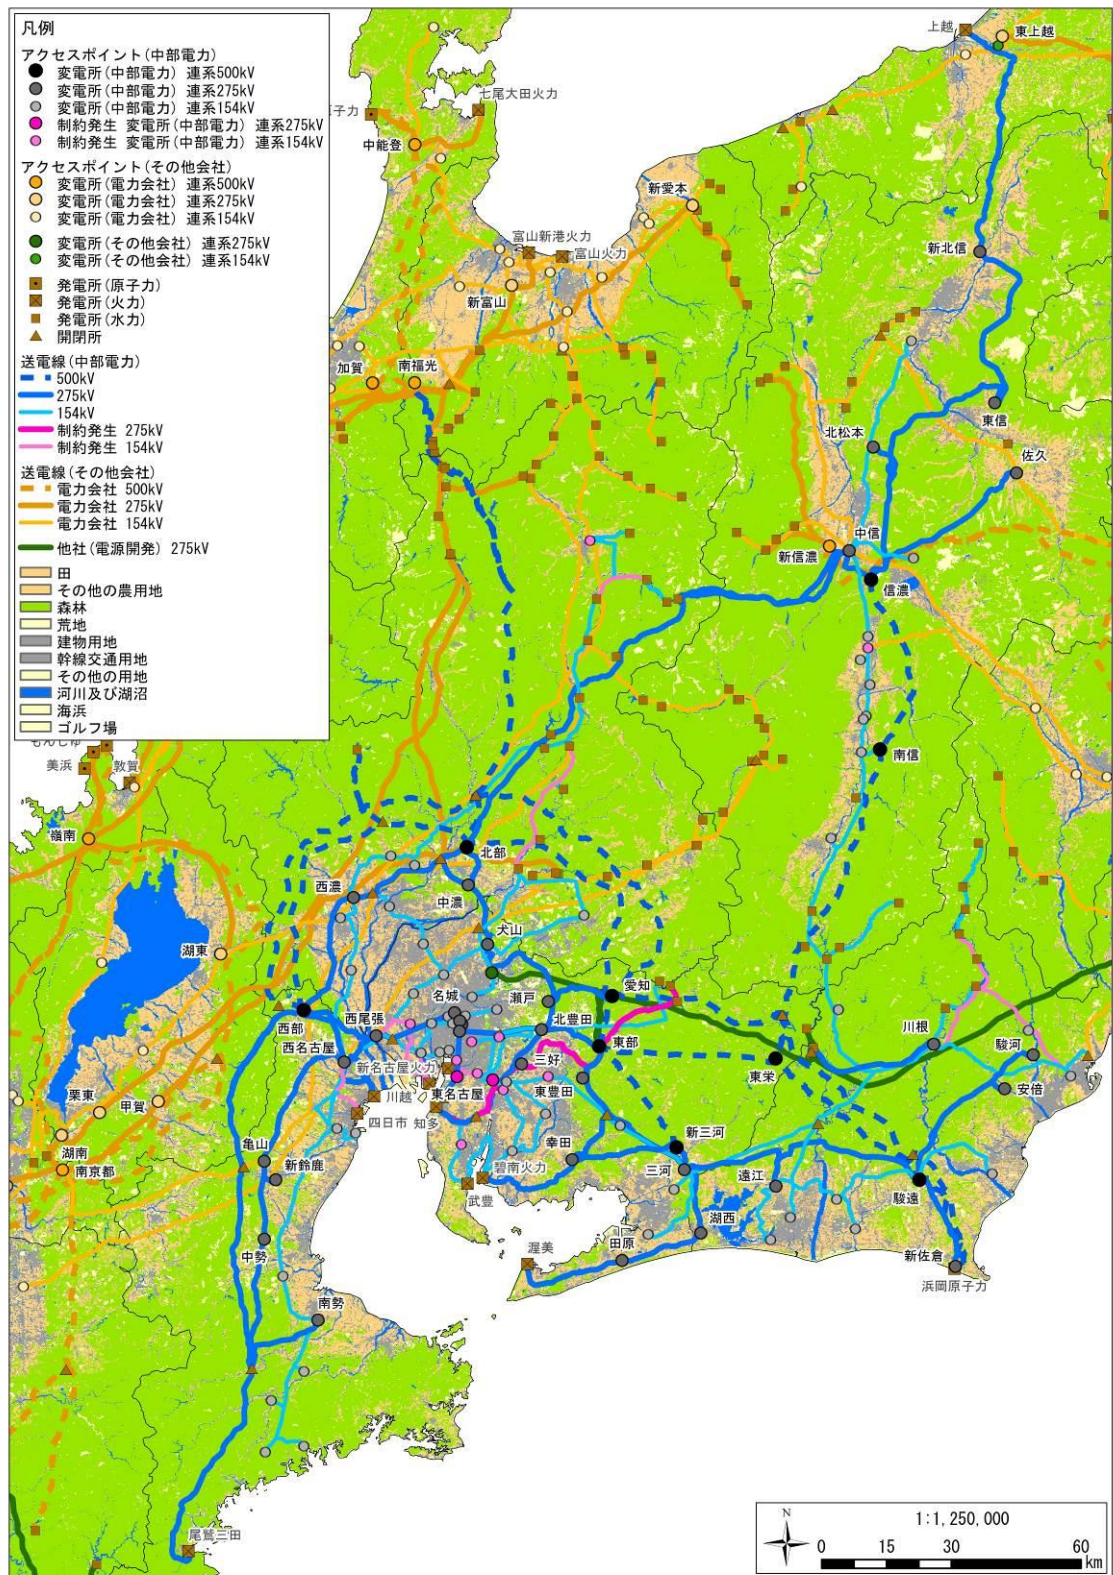 凡例
アクセスポイント(中部電力)
変電所(中部電力) 連系500kV
変電所(中部電力) 連系275kV
変電所(中部電力) 連系154kV
制約発生 変電所(中部電力) 連系275kV
制約発生 変電所(中部電力) 連系154kV
アクセスポイント(その他会社)
変電所(電力会社) 連系500kV
変電所(電力会社) 連系275kV
変電所(電力会社) 連系154kV
変電所(その他会社) 連系275kV
変電所(その他会社) 連系154kV
発電所(原子力)
発電所(火力)
発電所(水力)
開閉所
送電線(中部電力)
500kV
275kV
154kV
制約発生 275kV
制約発生 154kV
送電線(その他会社)
電力会社 500kV
電力会社 275kV
電力会社 154kV
他社(電源開発) 275kV
田
その他の農用地
森林
荒地
建物用地
幹線交通用地
その他の用地
河川及び湖沼
海浜
ゴルフ場
上越
東上越
七尾大田火力
子力
中能登
新愛本
富山新港火力
富山火力
新北信
新富山
加賀
南福光
東信
北松本
佐久
中信
新信濃
信濃
南信
もんじゅ
美浜
敦賀
嶺南
北部
西濃
中濃
犬山
湖東
愛知
名城
瀬戸
西部
西尾張
北豊田
川根
駿河
西名古屋
新名古屋火力
三好
東部
東栄
東名古屋
東豊田
安倍
栗東
甲賀
川越
四日市
知多
新三河
湖南
南京都
亀山
新鈴鹿
幸田
碧南火力
三河
遠江
武豊
駿遠
湖西
中勢
渥美
田原
新佐倉
浜岡原子力
南勢
尾鷲三田
N
1:1,250,000
0 15 30 60
km